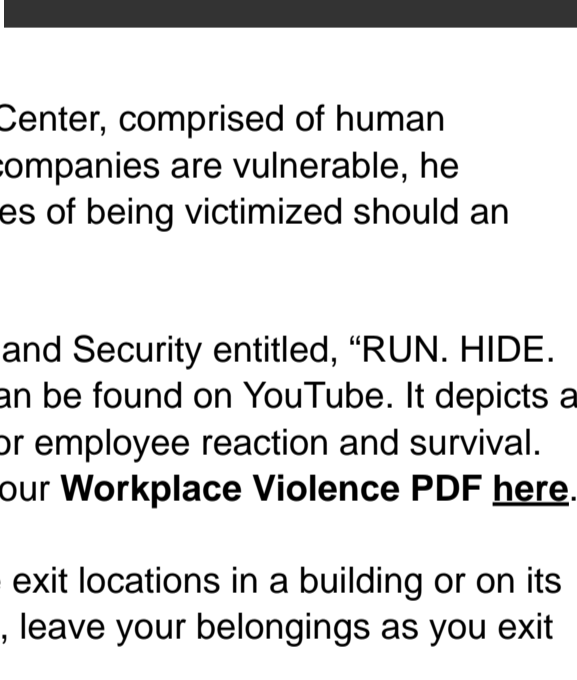 Center, comprised of human
companies are vulnerable, he
es of being victimized should an
and Security entitled, “RUN. HIDE.
an be found on YouTube. It depicts a
or employee reaction and survival.
our Workplace Violence PDF here.
exit locations in a building or on its
, leave your belongings as you exit